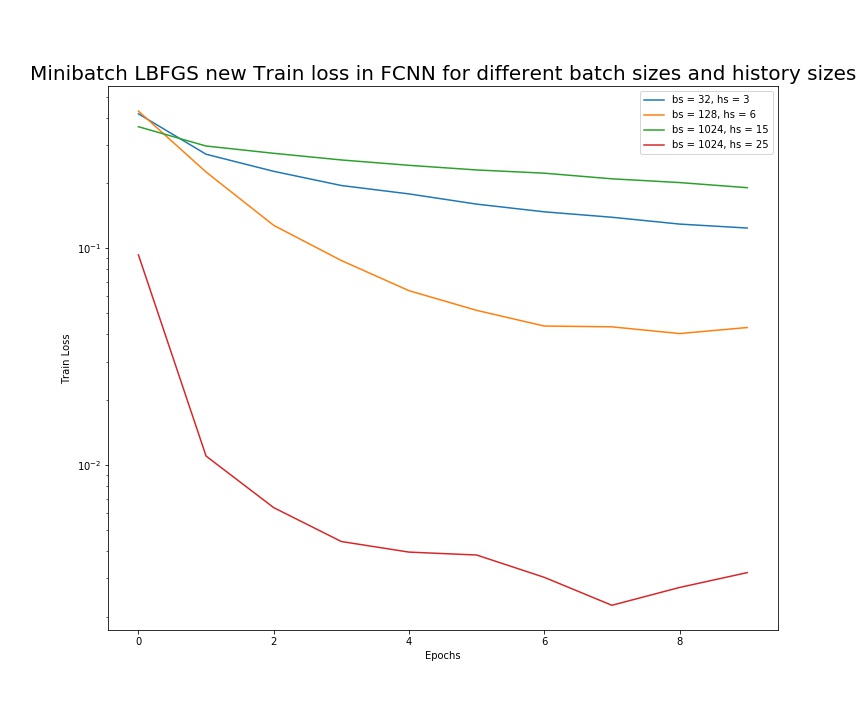 Minibatch LBFGS new Train loss in FCNN for different batch sizes and history sizes
bs = 32, hs = 3
bs = 128, hs = 6
bs = 1024, hs = 15
bs = 1024, hs = 25
10⁻¹
10⁻²
Train Loss
0 2 4 6 8
Epochs